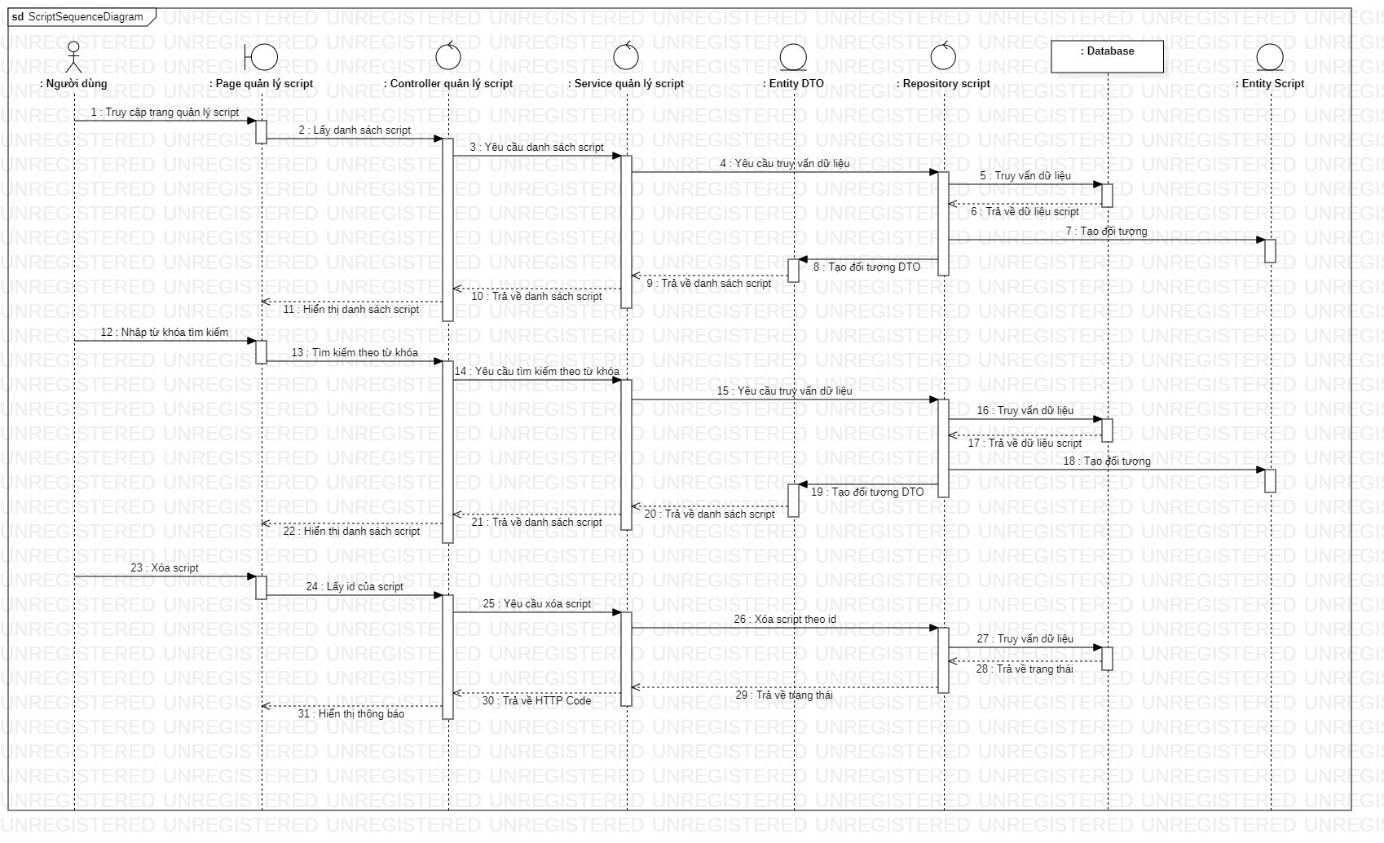 sd ScriptSequenceDiagram
: Người dùng
: Page quản lý script
: Controller quản lý script
: Service quản lý script
: Entity DTO
: Repository script
: Database
: Entity Script
1 : Truy cập trang quản lý script
2 : Lấy danh sách script
3 : Yêu cầu danh sách script
4 : Yêu cầu truy vấn dữ liệu
5 : Truy vấn dữ liệu
6 : Trả về dữ liệu script
7 : Tạo đối tượng
8 : Tạo đối tượng DTO
9 : Trả về danh sách script
10 : Trả về danh sách script
11 : Hiển thị danh sách script
12 : Nhập từ khóa tìm kiếm
13 : Tìm kiếm theo từ khóa
14 : Yêu cầu tìm kiếm theo từ khóa
15 : Yêu cầu truy vấn dữ liệu
16 : Truy vấn dữ liệu
17 : Trả về dữ liệu script
18 : Tạo đối tượng
19 : Tạo đối tượng DTO
20 : Trả về danh sách script
21 : Trả về danh sách script
22 : Hiển thị danh sách script
23 : Xóa script
24 : Lấy id của script
25 : Yêu cầu xóa script
26 : Xóa script theo id
27 : Truy vấn dữ liệu
28 : Trả về trạng thái
29 : Trả về trạng thái
30 : Trả về HTTP Code
31 : Hiển thị thông báo
UNREGISTERED